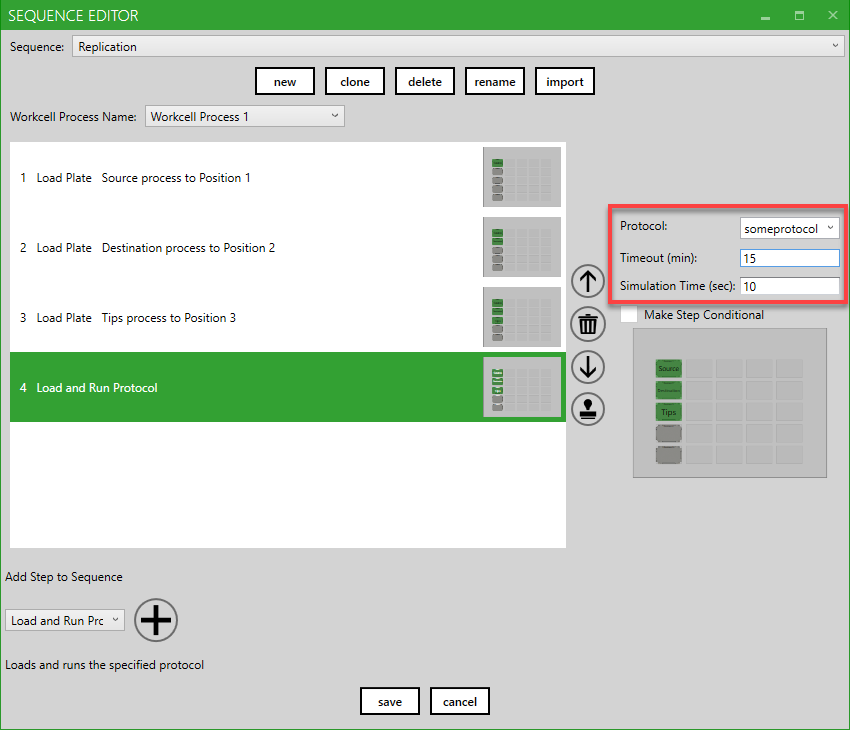 SEQUENCE EDITOR
Sequence: Replication
new clone delete rename import
Workcell Process Name: Workcell Process 1
1 Load Plate Source process to Position 1
2 Load Plate Destination process to Position 2
3 Load Plate Tips process to Position 3
4 Load and Run Protocol
Protocol: someprotocol
Timeout (min): 15
Simulation Time (sec): 10
Make Step Conditional
Source
Destination
Tips
Add Step to Sequence
Load and Run Prc
Loads and runs the specified protocol
save cancel